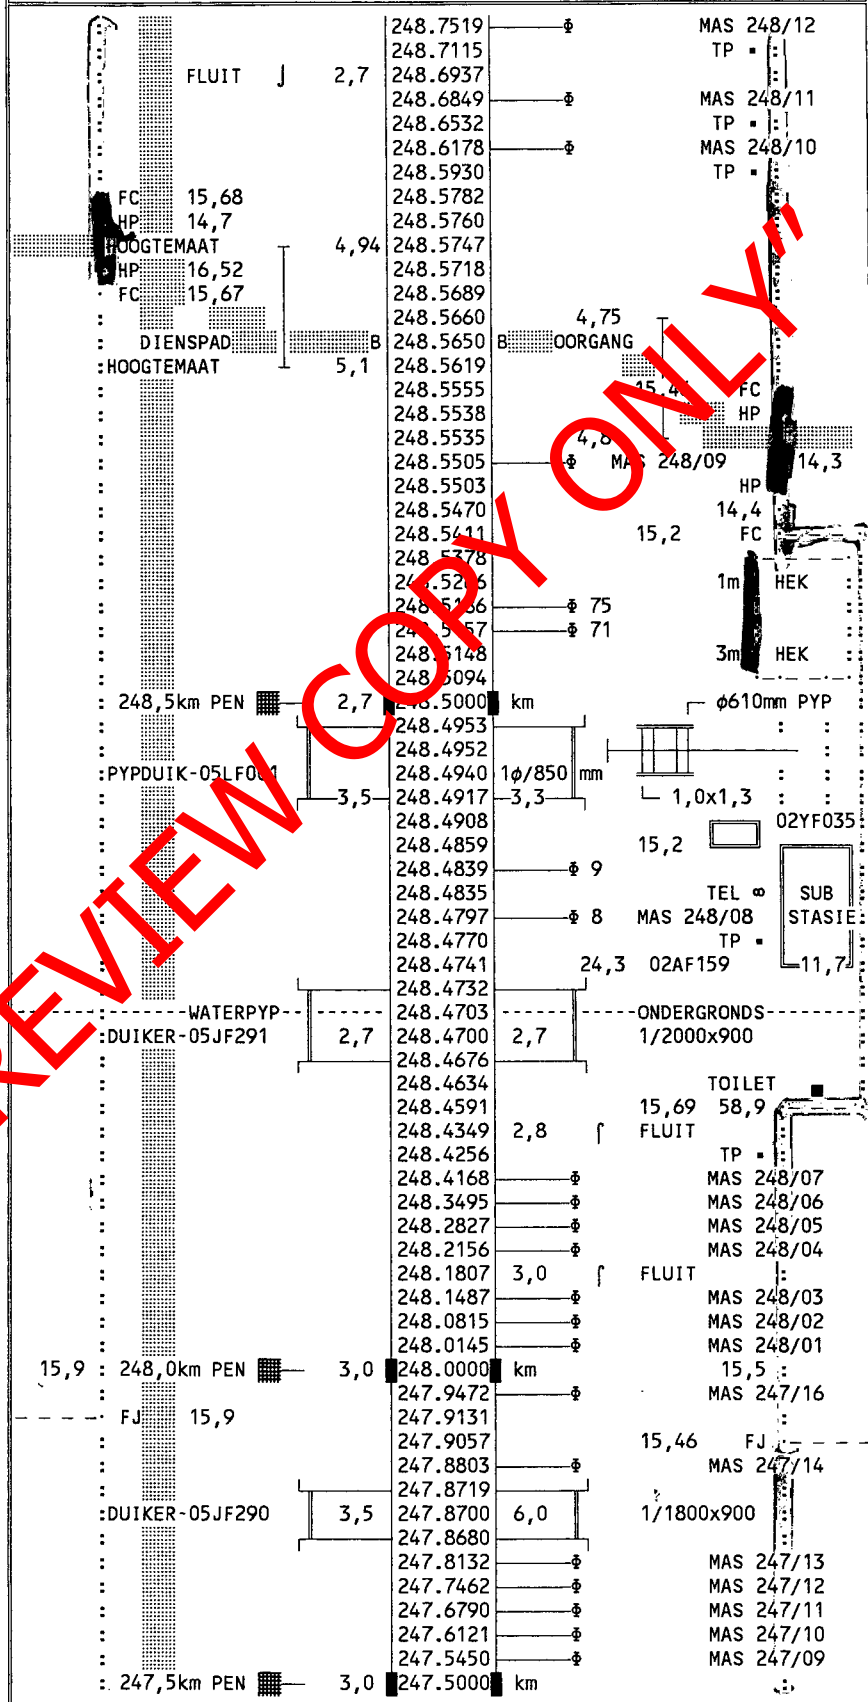 248.7519 MAS 248/12
248.7115 TP
FLUIT 2,7 248.6937
248.6849 MAS 248/11
248.6532 TP
248.6178 MAS 248/10
248.5930 TP
FC 15,68 248.5782
HP 14,7 248.5760
HOOGTEMAAT 4,94 248.5747
HP 16,52 248.5718
FC 15,67 248.5689
248.5660 4,75
DIENSPAD B 248.5650 B OORGANG
HOOGTEMAAT 5,1 248.5619
248.5555 FC
248.5538 HP
248.5535
248.5505 MAS 248/09 14,3
248.5503 HP
248.5470 14,4
248.5411 15,2 FC
248.5378
1m HEK
75
71
248.5148 3m HEK
248.5094
248,5km PEN 2,7 248.5000 km
248.4953 φ610mm PYP
248.4952
248.4940 1φ/850 mm
3,5 248.4917 3,3 1,0x1,3
248.4908 02YF035
248.4859 15,2
248.4839 9
248.4835 TEL SUB
248.4797 8 MAS 248/08 STASIE
248.4770 TP
248.4741 24,3 02AF159 11,7
248.4732
WATERPYP 248.4703 ONDERGRONDS
DUIKER-05JF291 2,7 248.4700 2,7 1/2000x900
248.4676
248.4634 TOILET
248.4591 15,69 58,9
248.4349 2,8 FLUIT
248.4256 TP
248.4168 MAS 248/07
248.3495 MAS 248/06
248.2827 MAS 248/05
248.2156 MAS 248/04
248.1807 3,0 FLUIT
248.1487 MAS 248/03
248.0815 MAS 248/02
248.0145 MAS 248/01
15,9 248,0km PEN 3,0 248.0000 km 15,5
247.9472 MAS 247/16
FJ 15,9 247.9131
247.9057 15,46 FJ
247.8803 MAS 247/14
247.8719
DUIKER-05JF290 3,5 247.8700 6,0 1/1800x900
247.8680
247.8132 MAS 247/13
247.7462 MAS 247/12
247.6790 MAS 247/11
247.6121 MAS 247/10
247.5450 MAS 247/09
247,5km PEN 3,0 247.5000 km
COPY ONLY”